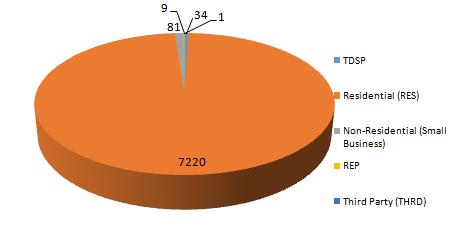 9
34
1
81
TDSP
Residential (RES)
Non-Residential (Small
Business)
7220
REP
Third Party (THRD)